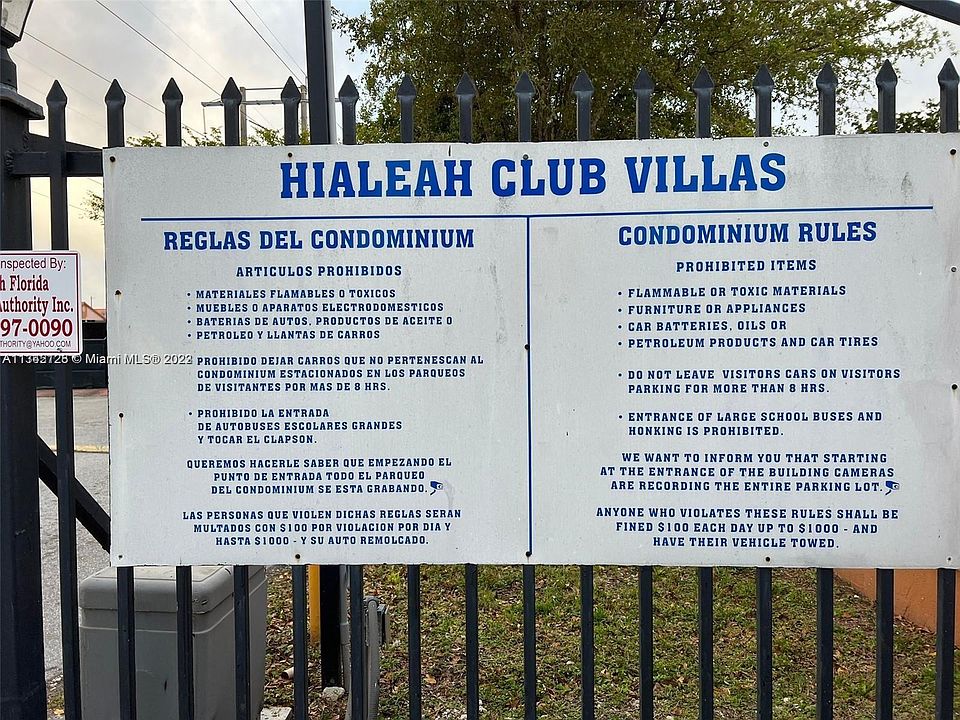 HIALEAH CLUB VILLAS
REGLAS DEL CONDOMINIUM
ARTICULOS PROHIBIDOS
• MATERIALES FLAMABLES O TOXICOS
• MUEBLES O APARATOS ELECTRODOMESTICOS
• BATERIAS DE AUTOS, PRODUCTOS DE ACEITE O
• PETROLEO Y LLANTAS DE CARROS
• PROHIBIDO DEJAR CARROS QUE NO PERTENESCAN AL
CONDOMINIUM ESTACIONADOS EN LOS PARQUEOS
DE VISITANTES POR MAS DE 8 HRS.
• PROHIBIDO LA ENTRADA
DE AUTOBUSES ESCOLARES GRANDES
Y TOCAR EL CLAPSON.
QUEREMOS HACERLE SABER QUE EMPEZANDO EL
PUNTO DE ENTRADA TODO EL PARQUEO
DEL CONDOMINIUM SE ESTA GRABANDO.
LAS PERSONAS QUE VIOLEN DICHAS REGLAS SERAN
MULTADOS CON $100 POR VIOLACION POR DIA Y
HASTA $1000 - Y SU AUTO REMOLCADO.
CONDOMINIUM RULES
PROHIBITED ITEMS
• FLAMMABLE OR TOXIC MATERIALS
• FURNITURE OR APPLIANCES
• CAR BATTERIES, OILS OR
• PETROLEUM PRODUCTS AND CAR TIRES
• DO NOT LEAVE VISITORS CARS ON VISITORS
PARKING FOR MORE THAN 8 HRS.
• ENTRANCE OF LARGE SCHOOL BUSES AND
HONKING IS PROHIBITED.
WE WANT TO INFORM YOU THAT STARTING
AT THE ENTRANCE OF THE BUILDING CAMERAS
ARE RECORDING THE ENTIRE PARKING LOT.
ANYONE WHO VIOLATES THESE RULES SHALL BE
FINED $100 EACH DAY UP TO $1000 - AND
HAVE THEIR VEHICLE TOWED.
nspected By:
h Florida
Authority Inc.
97-0090
THORITY@YAHOO.COM
© Miami MLS®